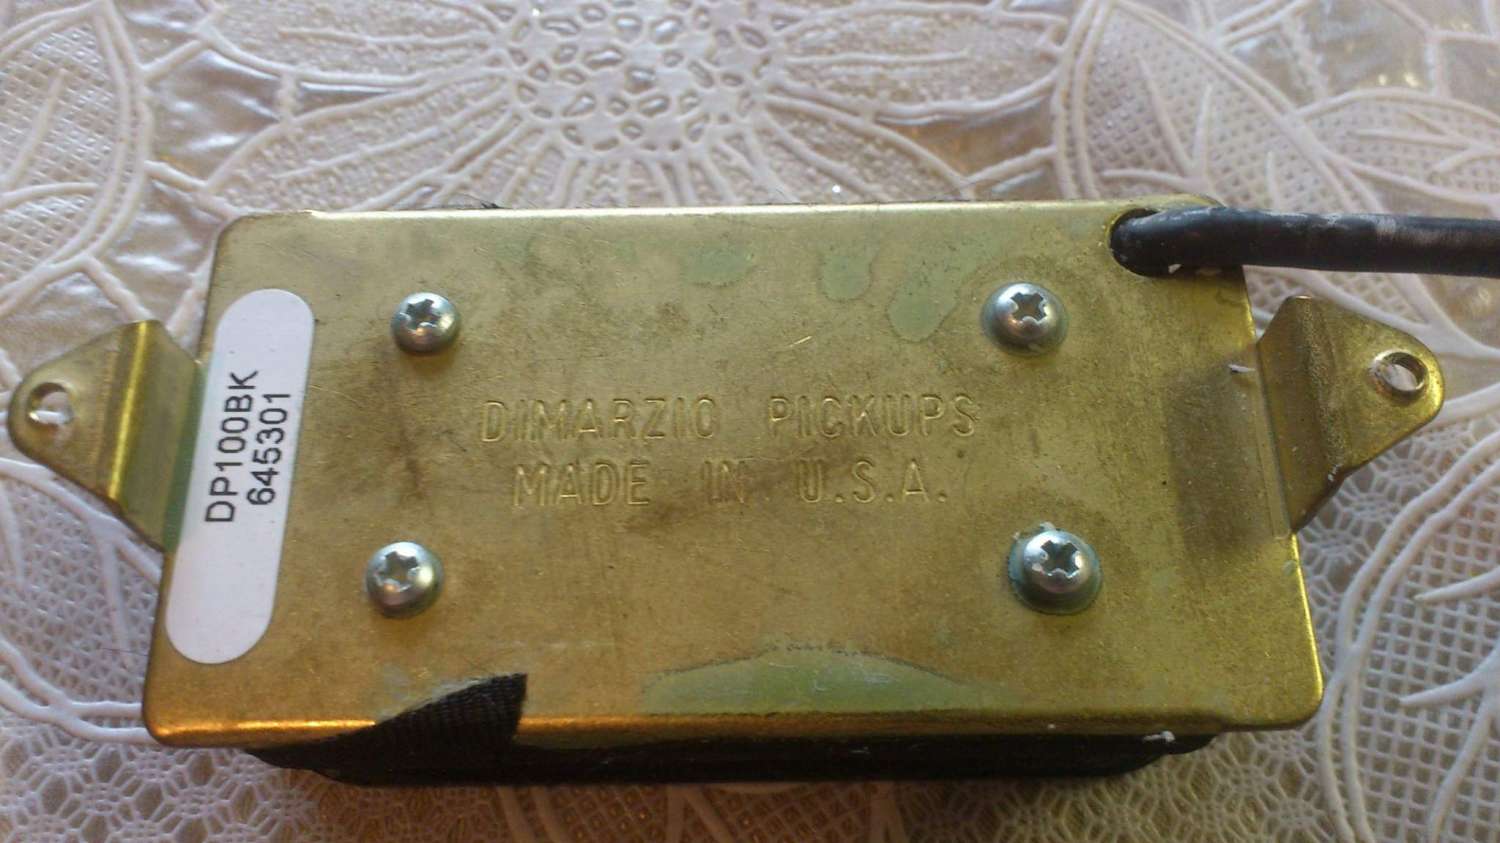 DIMARZIO PICKUPS
MADE IN U.S.A.
DP100BK
645301